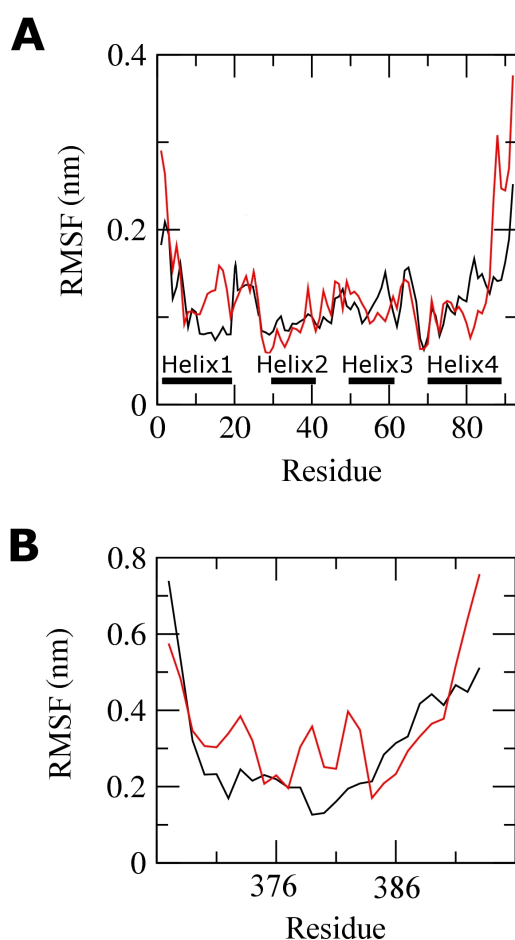 A
0.4
0.2
0
RMSF (nm)
Helix1 Helix2 Helix3 Helix4
0 20 40 60 80
Residue
B
0.8
0.6
0.4
0.2
0
RMSF (nm)
376 386
Residue